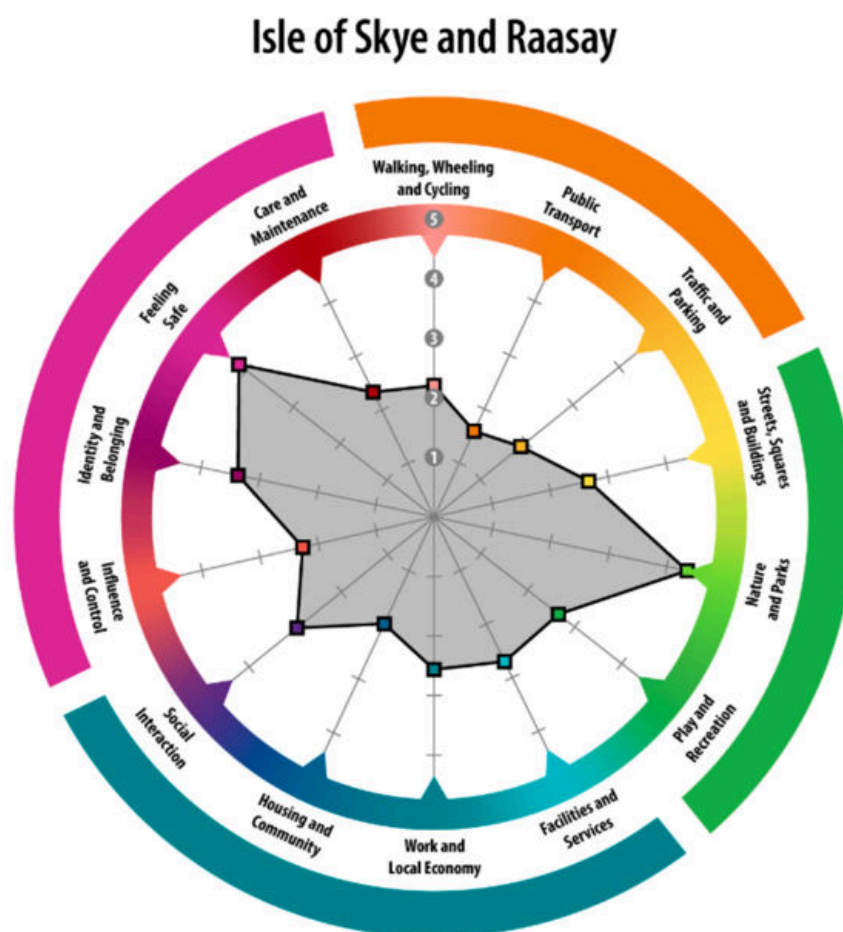 Isle of Skye and Raasay
Walking, Wheeling
and Cycling
Public
Transport
Traffic and
Parking
Streets, Squares
and Buildings
Nature
and Parks
Play and
Recreation
Facilities and
Services
Work and
Local Economy
Housing and
Community
Social
Interaction
Influence
and Control
Identity and
Belonging
Feeling
Safe
Care and
Maintenance
5
4
3
2
1